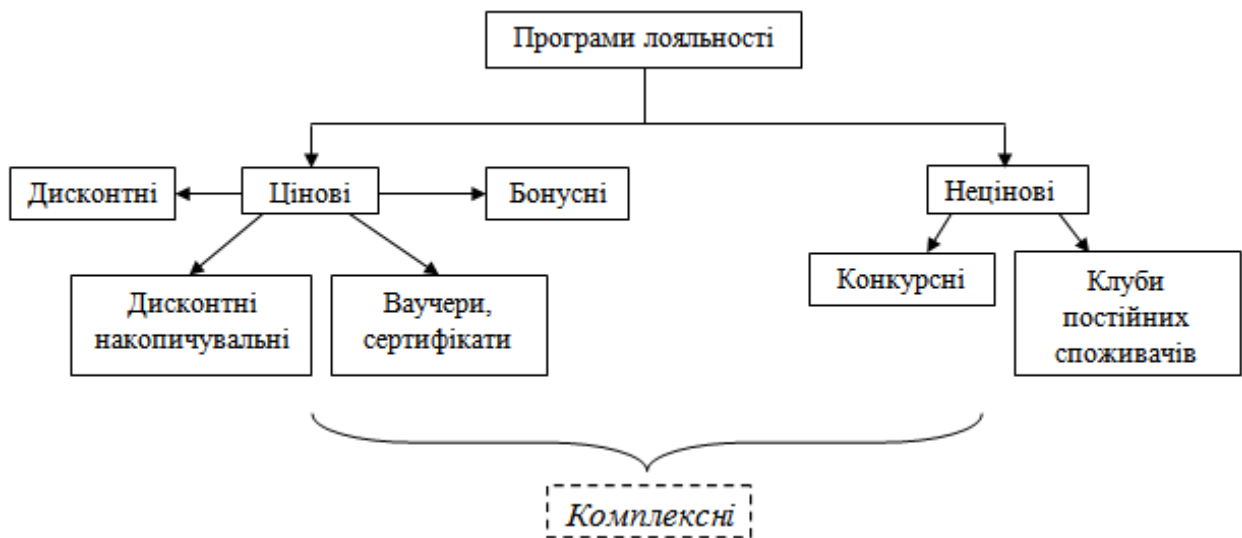 Програми лояльності
Дисконтні
Цінові
Бонусні
Нецінові
Дисконтні
накопичувальні
Ваучери,
сертифікати
Конкурсні
Клуби
постійних
споживачів
Комплексні